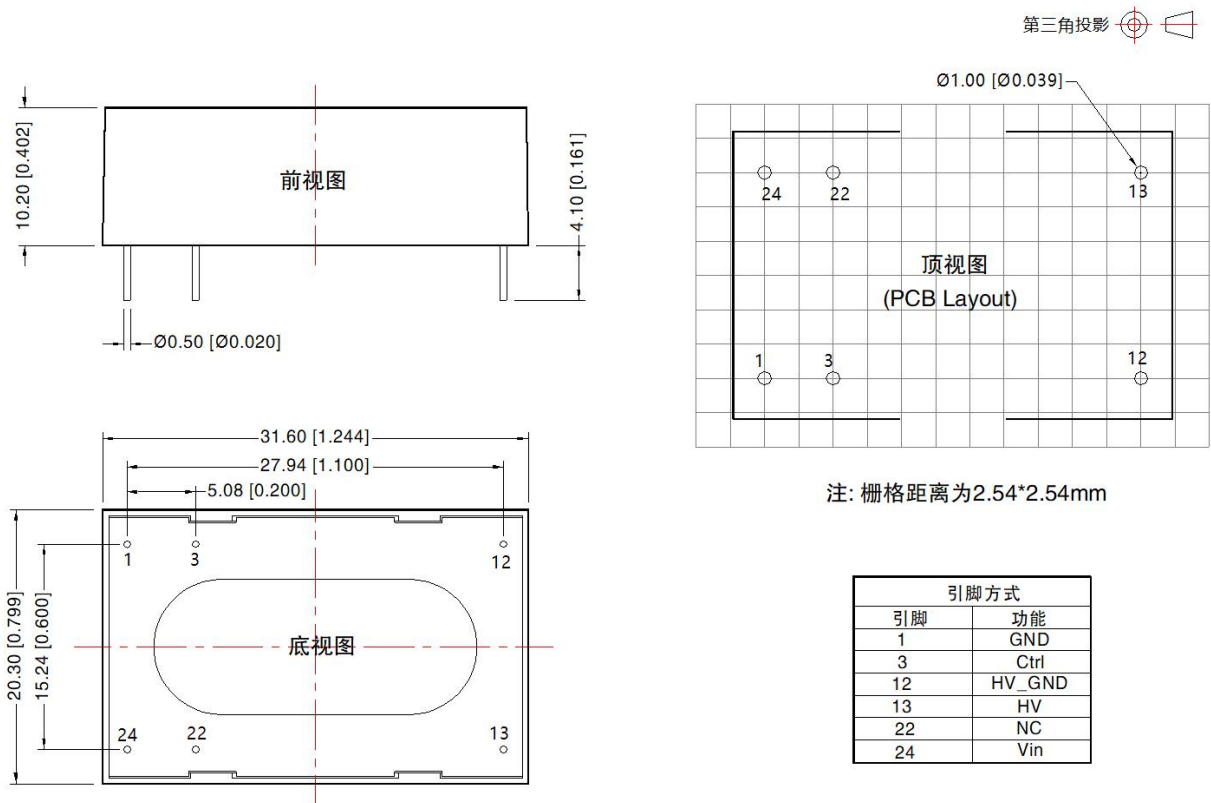 第三角投影
10.20 [0.402]
前视图
4.10 [0.161]
Ø0.50 [Ø0.020]
Ø1.00 [Ø0.039]
24
22
13
顶视图
(PCB Layout)
1
3
12
注: 栅格距离为2.54*2.54mm
31.60 [1.244]
27.94 [1.100]
5.08 [0.200]
20.30 [0.799]
15.24 [0.600]
1
3
12
底视图
24
22
13
引脚方式
引脚 功能
1 GND
3 Ctrl
12 HV_GND
13 HV
22 NC
24 Vin